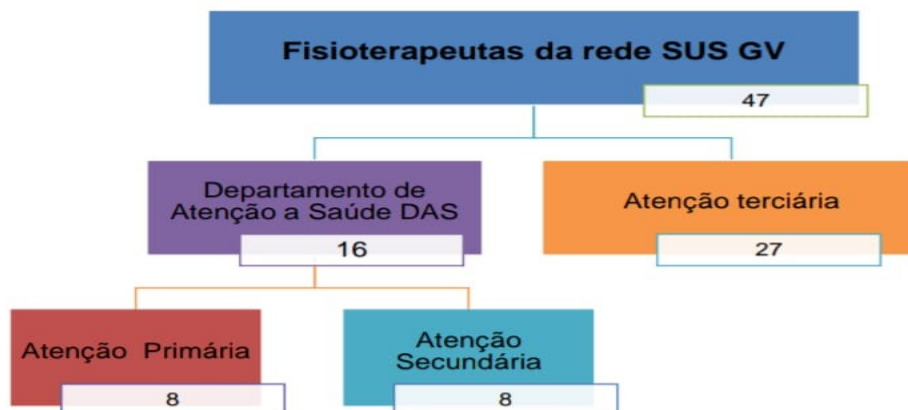 Fisioterapeutas da rede SUS GV
47
Departamento de
Atenção a Saúde DAS
16
Atenção terciária
27
Atenção Primária
8
Atenção
Secundária
8